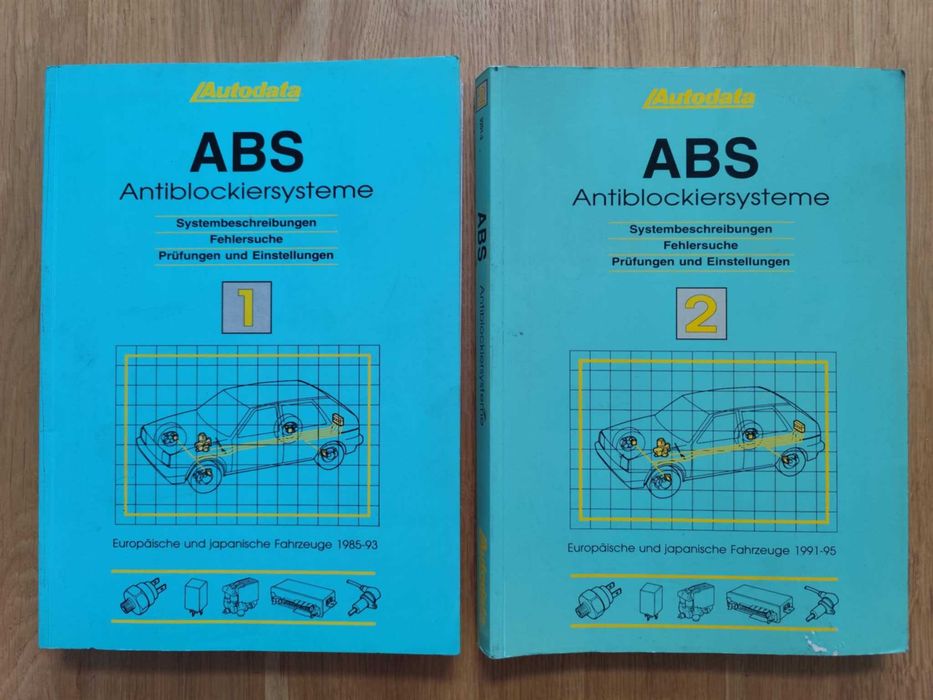 Autodata
ABS
Antiblockiersysteme
Systembeschreibungen
Fehlersuche
Prüfungen und Einstellungen
1
Europäische und japanische Fahrzeuge 1985-93
ABS Antiblockiersysteme
Autodata
Autodata
ABS
Antiblockiersysteme
Systembeschreibungen
Fehlersuche
Prüfungen und Einstellungen
2
Europäische und japanische Fahrzeuge 1991-95